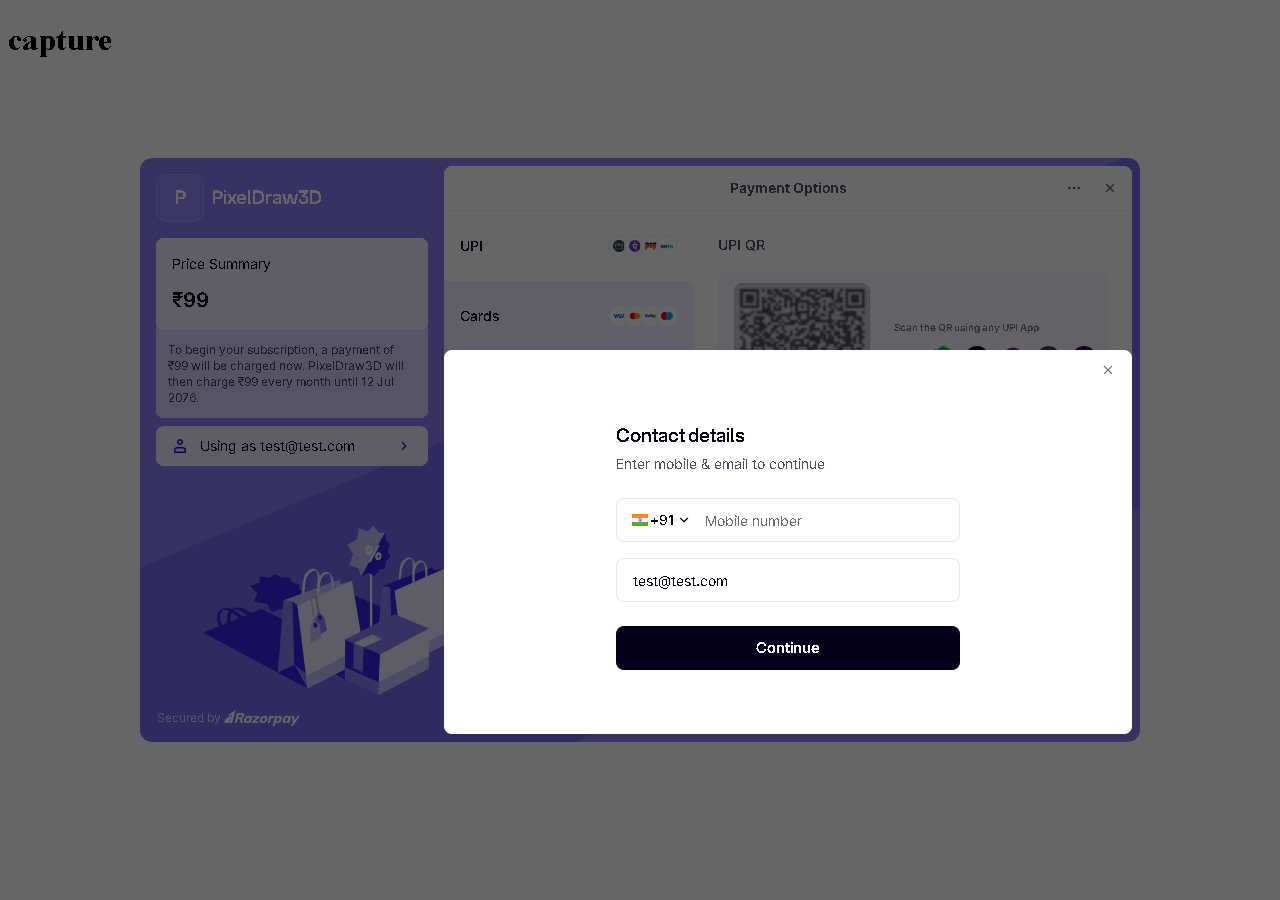 capture
P
PixelDraw3D
Price Summary
₹99
To begin your subscription, a payment of
₹99 will be charged now. PixelDraw3D will
then charge ₹99 every month until 12 Jul
2076.
Using as test@test.com
%
Secured by Razorpay
Payment Options
UPI
Cards
VISA
UPI QR
Scan the QR using any UPI App
Contact details
Enter mobile & email to continue
+91
Mobile number
test@test.com
Continue